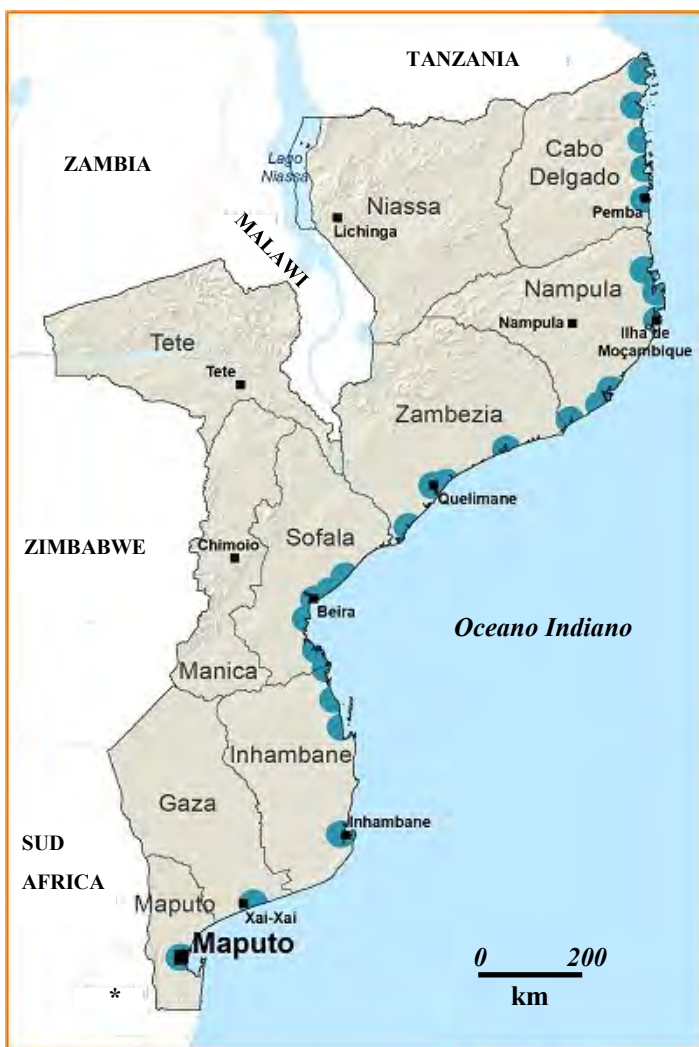 TANZANIA
ZAMBIA
Lago
Niassa
Cabo
Delgado
Niassa
Pemba
Lichinga
MALAWI
Nampula
Tete
Nampula
Ilha de
Moçambique
Tete
Zambezia
Quelimane
Sofala
ZIMBABWE
Chimoio
Beira
Oceano Indiano
Manica
Inhambane
Gaza
Inhambane
SUD
AFRICA
Maputo
Xai-Xai
Maputo
0 200
km
*